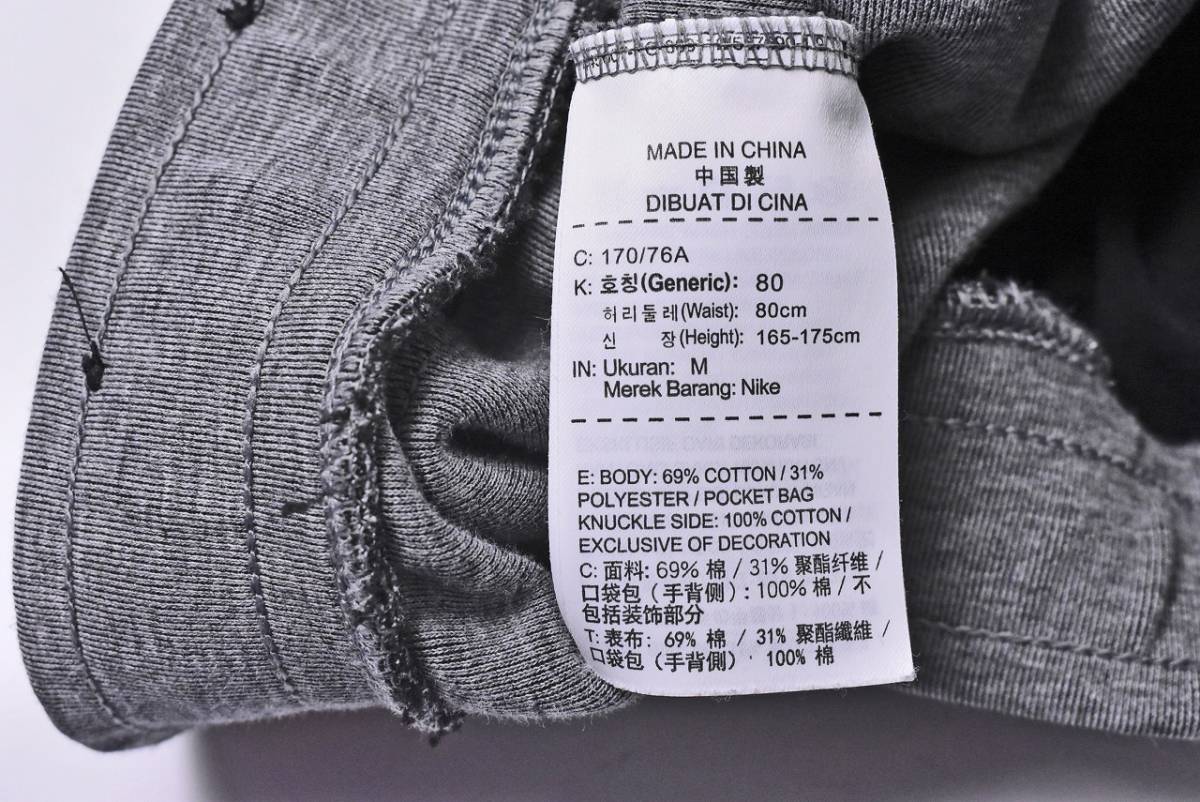 MADE IN CHINA
中国製
DIBUAT DI CINA
C: 170/76A
K: 호칭(Generic): 80
허리둘레(Waist): 80cm
신 장(Height): 165-175cm
IN: Ukuran: M
Merek Barang: Nike
E: BODY: 69% COTTON / 31%
POLYESTER / POCKET BAG
KNUCKLE SIDE: 100% COTTON /
EXCLUSIVE OF DECORATION
C: 面料: 69% 棉 / 31% 聚酯纤维 /
口袋包（手背侧）: 100% 棉 / 不
包括装饰部分
T: 表布: 69% 棉 / 31% 聚酯纖維 /
口袋包（手背側）: 100% 棉